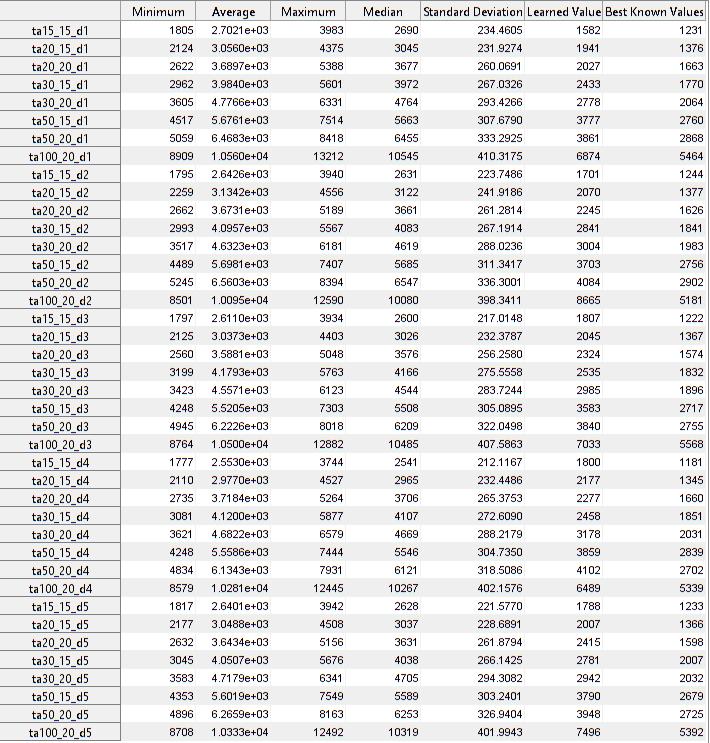 Minimum Average Maximum Median Standard Deviation Learned Value Best Known Values
ta15_15_d1 1805 2.7021e+03 3983 2690 234.4605 1582 1231
ta20_15_d1 2124 3.0560e+03 4375 3045 231.9274 1941 1376
ta20_20_d1 2622 3.6897e+03 5388 3677 260.0691 2027 1663
ta30_15_d1 2962 3.9840e+03 5601 3972 267.0326 2433 1770
ta30_20_d1 3605 4.7766e+03 6331 4764 293.4266 2778 2064
ta50_15_d1 4517 5.6761e+03 7514 5663 307.6790 3777 2760
ta50_20_d1 5059 6.4683e+03 8418 6455 333.2925 3861 2868
ta100_20_d1 8909 1.0560e+04 13212 10545 410.3175 6874 5464
ta15_15_d2 1795 2.6426e+03 3940 2631 223.7486 1701 1244
ta20_15_d2 2259 3.1342e+03 4556 3122 241.9186 2070 1377
ta20_20_d2 2662 3.6731e+03 5189 3661 261.2814 2245 1626
ta30_15_d2 2993 4.0957e+03 5567 4083 267.1914 2841 1841
ta30_20_d2 3517 4.6323e+03 6181 4619 288.0236 3004 1983
ta50_15_d2 4489 5.6981e+03 7407 5685 311.3417 3703 2756
ta50_20_d2 5245 6.5603e+03 8394 6547 336.3001 4084 2902
ta100_20_d2 8501 1.0095e+04 12590 10080 398.3411 8665 5181
ta15_15_d3 1797 2.6110e+03 3934 2600 217.0148 1807 1222
ta20_15_d3 2125 3.0373e+03 4403 3026 232.3787 2045 1367
ta20_20_d3 2560 3.5881e+03 5048 3576 256.2580 2324 1574
ta30_15_d3 3199 4.1793e+03 5763 4166 275.5558 2535 1832
ta30_20_d3 3423 4.5571e+03 6123 4544 283.7244 2985 1896
ta50_15_d3 4248 5.5205e+03 7303 5508 305.0895 3583 2717
ta50_20_d3 4945 6.2226e+03 8018 6209 322.0498 3840 2755
ta100_20_d3 8764 1.0500e+04 12882 10485 407.5863 7033 5568
ta15_15_d4 1777 2.5530e+03 3744 2541 212.1167 1800 1181
ta20_15_d4 2110 2.9770e+03 4527 2965 232.4486 2177 1345
ta20_20_d4 2735 3.7184e+03 5264 3706 265.3753 2277 1660
ta30_15_d4 3081 4.1200e+03 5877 4107 272.6090 2458 1851
ta30_20_d4 3621 4.6822e+03 6579 4669 288.2179 3178 2031
ta50_15_d4 4248 5.5586e+03 7444 5546 304.7350 3859 2839
ta50_20_d4 4834 6.1343e+03 7931 6121 318.5086 4102 2702
ta100_20_d4 8579 1.0281e+04 12445 10267 402.1576 6489 5339
ta15_15_d5 1817 2.6401e+03 3942 2628 221.5770 1788 1233
ta20_15_d5 2177 3.0488e+03 4508 3037 228.6891 2007 1366
ta20_20_d5 2632 3.6434e+03 5156 3631 261.8794 2415 1598
ta30_15_d5 3045 4.0507e+03 5676 4038 266.1425 2781 2007
ta30_20_d5 3583 4.7179e+03 6341 4705 294.3082 2942 2032
ta50_15_d5 4353 5.6019e+03 7549 5589 303.2401 3790 2679
ta50_20_d5 4896 6.2659e+03 8163 6253 326.9404 3948 2725
ta100_20_d5 8708 1.0333e+04 12492 10319 401.9943 7496 5392